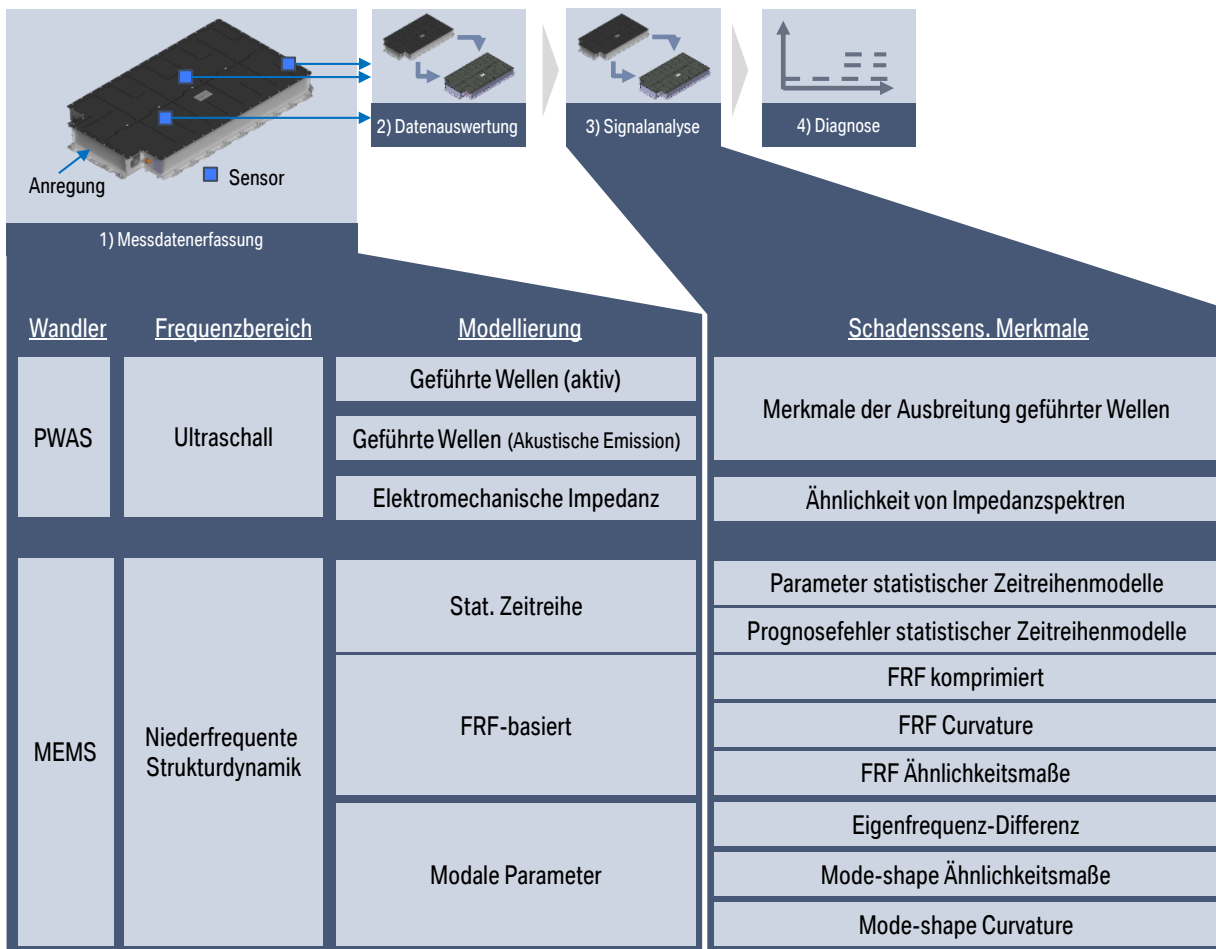 Anregung
Sensor
1) Messdatenerfassung
2) Datenauswertung
3) Signalanalyse
4) Diagnose
Wandler
Frequenzbereich
Modellierung
Schadenssens. Merkmale
PWAS
Ultraschall
Geführte Wellen (aktiv)
Geführte Wellen (Akustische Emission)
Elektromechanische Impedanz
Merkmale der Ausbreitung geführter Wellen
Ähnlichkeit von Impedanzspektren
MEMS
Niederfrequente
Strukturdynamik
Stat. Zeitreihe
FRF-basiert
Modale Parameter
Parameter statistischer Zeitreihenmodelle
Prognosefehler statistischer Zeitreihenmodelle
FRF komprimiert
FRF Curvature
FRF Ähnlichkeitsmaße
Eigenfrequenz-Differenz
Mode-shape Ähnlichkeitsmaße
Mode-shape Curvature